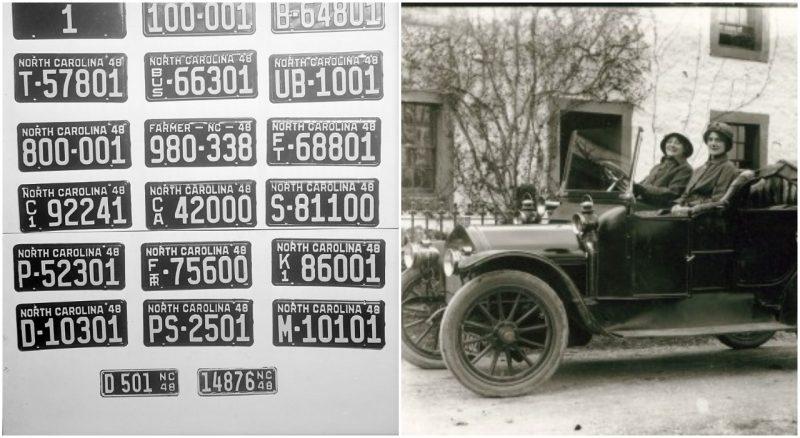 1
100-001
B-64801
NORTH CAROLINA 48
T-57801
NORTH CAROLINA 48
BUS-66301
NORTH CAROLINA 48
UB-1001
NORTH CAROLINA 48
800-001
FARMER-NC-48
980-338
NORTH CAROLINA 48
FT-68801
NORTH CAROLINA 48
C1 92241
NORTH CAROLINA 48
CA 42000
NORTH CAROLINA 48
S-81100
NORTH CAROLINA 48
P-52301
NORTH CAROLINA 48
-75600
NORTH CAROLINA 48
K1 86001
NORTH CAROLINA 48
D-10301
NORTH CAROLINA 48
PS-2501
NORTH CAROLINA 48
M-10101
D 501 NC 48
14876 NC 48